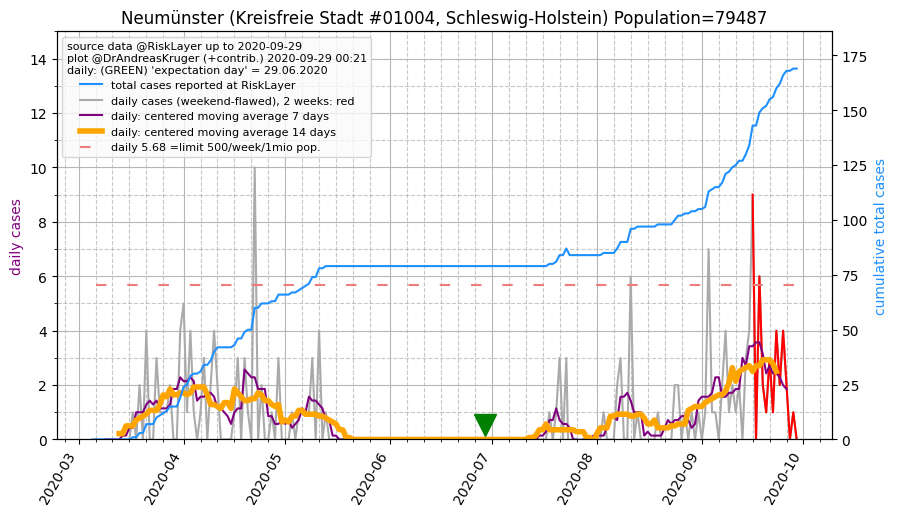 Neumünster (Kreisfreie Stadt #01004, Schleswig-Holstein) Population=79487
source data @RiskLayer up to 2020-09-29
plot @DrAndreasKruger (+contrib.) 2020-09-29 00:21
daily: (GREEN) 'expectation day' = 29.06.2020
total cases reported at RiskLayer
daily cases (weekend-flawed), 2 weeks: red
daily: centered moving average 7 days
daily: centered moving average 14 days
daily 5.68 =limit 500/week/1mio pop.
daily cases
14
12
10
8
6
4
2
0
cumulative total cases
175
150
125
100
75
50
25
0
2020-03
2020-04
2020-05
2020-06
2020-07
2020-08
2020-09
2020-10